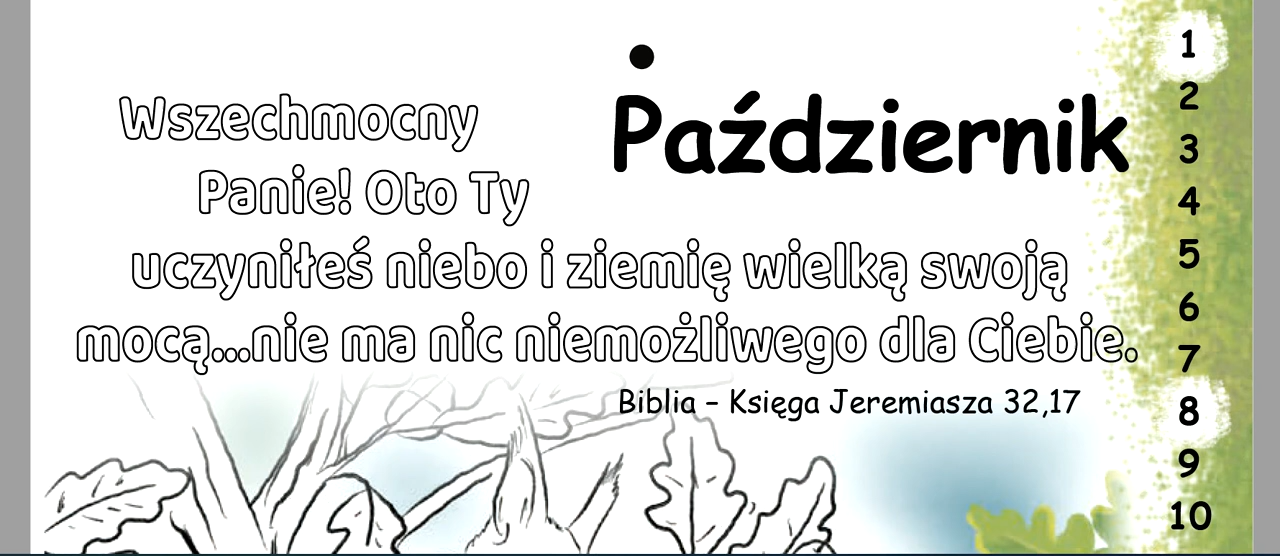 Październik
Wszechmocny
Panie! Oto Ty
uczyniłeś niebo i ziemię wielką swoją
mocą...nie ma nic niemożliwego dla Ciebie.
Biblia – Księga Jeremiasza 32,17
1
2
3
4
5
6
7
8
9
10